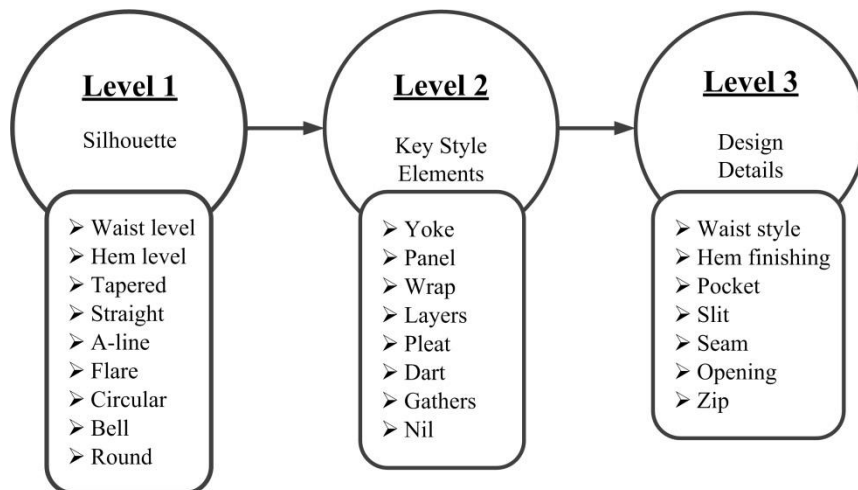 Level 1
Silhouette
➢ Waist level
➢ Hem level
➢ Tapered
➢ Straight
➢ A-line
➢ Flare
➢ Circular
➢ Bell
➢ Round
Level 2
Key Style
Elements
➢ Yoke
➢ Panel
➢ Wrap
➢ Layers
➢ Pleat
➢ Dart
➢ Gathers
➢ Nil
Level 3
Design
Details
➢ Waist style
➢ Hem finishing
➢ Pocket
➢ Slit
➢ Seam
➢ Opening
➢ Zip